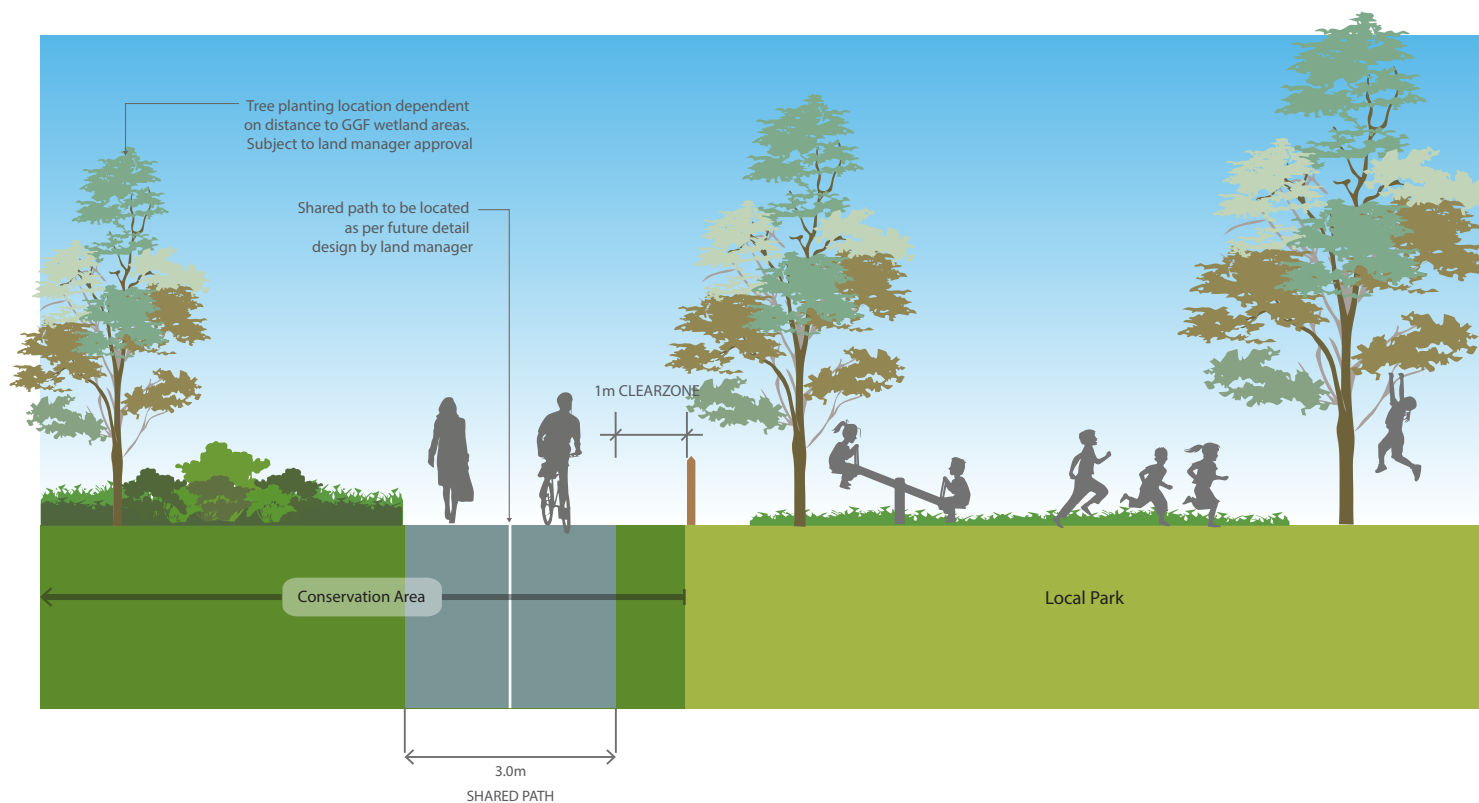 Tree planting location dependent
on distance to GGF wetland areas.
Subject to land manager approval
Shared path to be located
as per future detail
design by land manager
1m CLEARZONE
Conservation Area
Local Park
3.0m
SHARED PATH